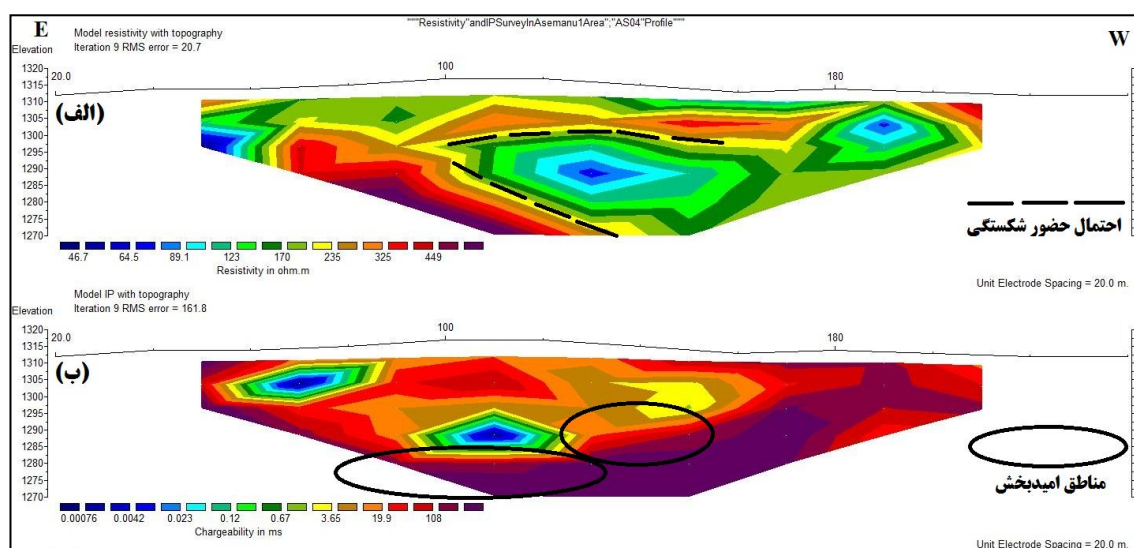 """Resistivity"andIPSurveyInAsemanu1Area";"AS04"Profile"""
E
W
Model resistivity with topography
Iteration 9 RMS error = 20.7
Elevation
20.0
100
180
1320
1315
1310
1305
1300
1295
1290
1285
1280
1275
1270
(الف)
احتمال حضور شکستگی
46.7 64.5 89.1 123 170 235 325 449
Resistivity in ohm.m
Unit Electrode Spacing = 20.0 m.
Model IP with topography
Iteration 9 RMS error = 161.8
Elevation
20.0
100
180
1320
1315
1310
1305
1300
1295
1290
1285
1280
1275
1270
(ب)
مناطق امیدبخش
0.00076 0.0042 0.023 0.12 0.67 3.65 19.9 108
Chargeability in ms
Unit Electrode Spacing = 20.0 m.